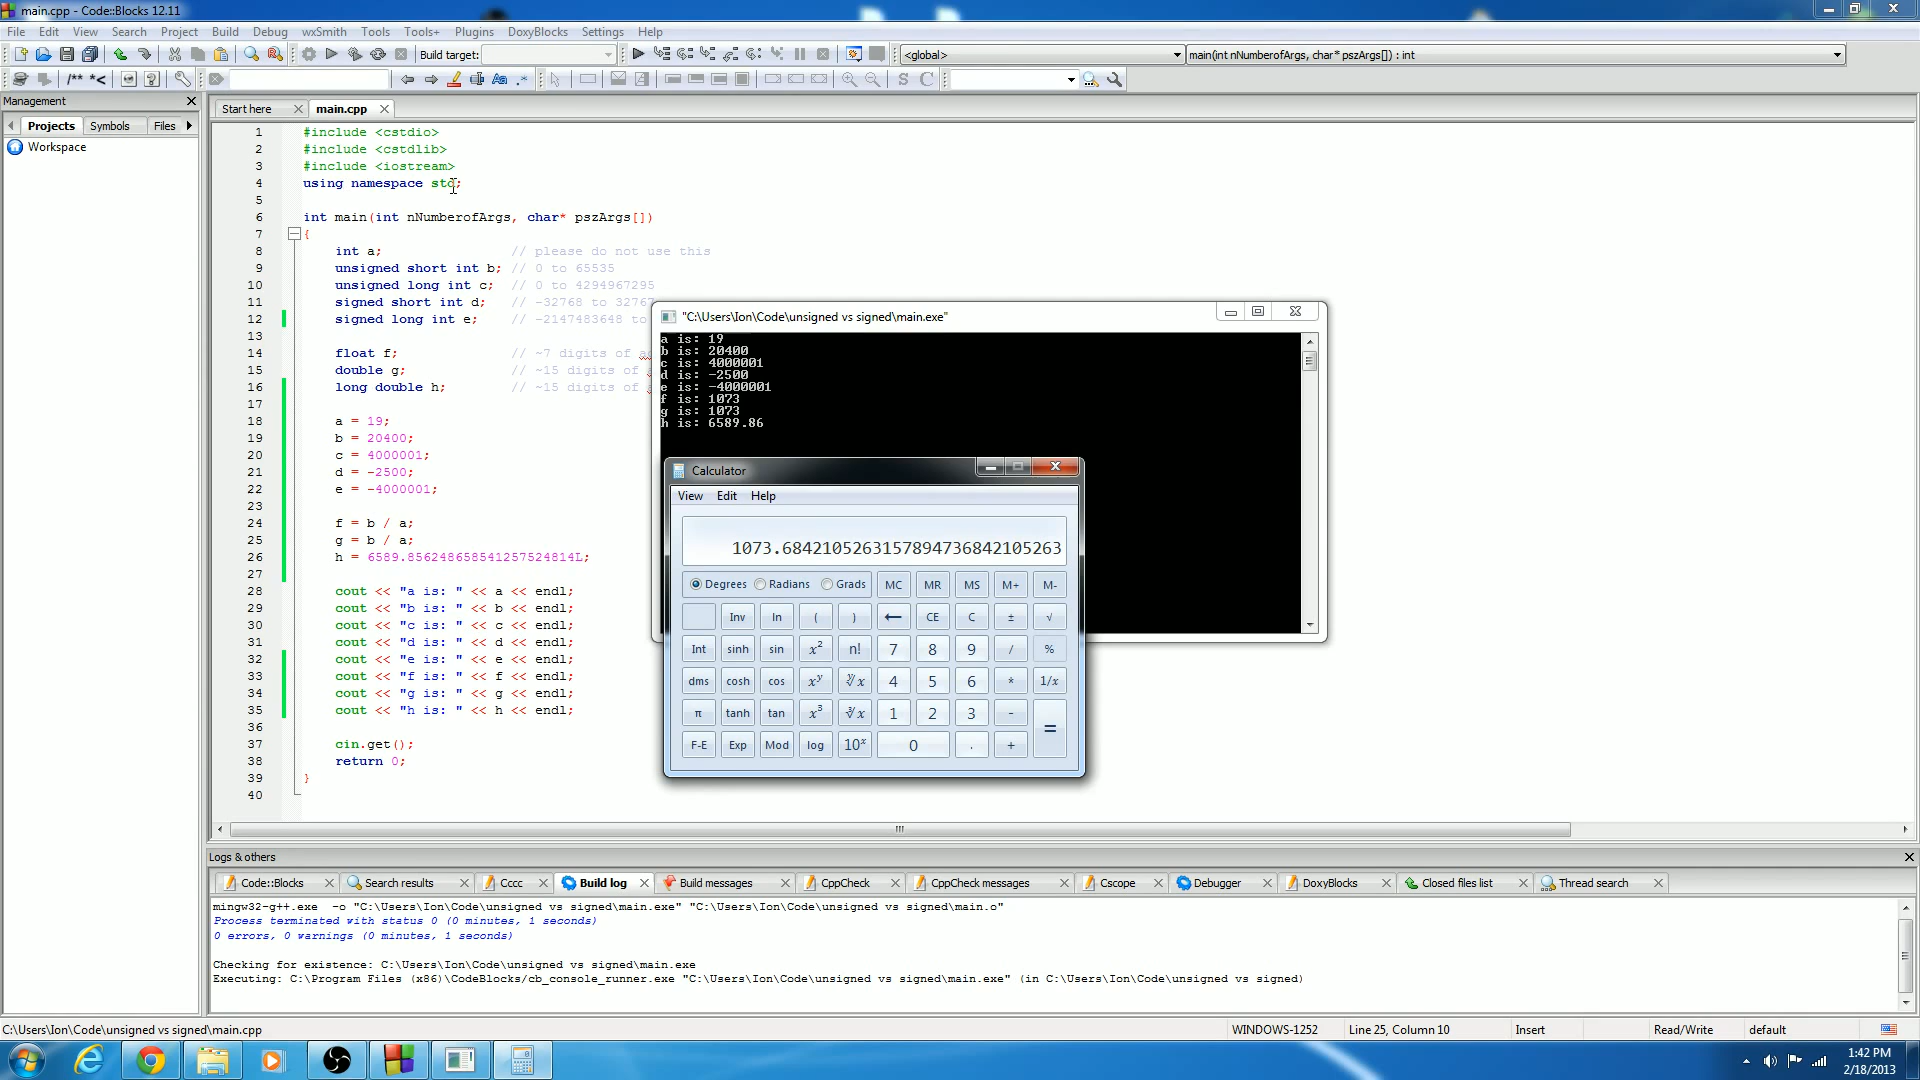 main.cpp - Code::Blocks 12.11
File Edit View Search Project Build Debug wxSmith Tools Tools+ Plugins DoxyBlocks Settings Help
Build target: <global> main(int nNumberofArgs, char* pszArgs[]) : int
/** *< Aa .* S C
Management
Projects Symbols Files
Workspace
Start here main.cpp
1 #include <cstdio>
2 #include <cstdlib>
3 #include <iostream>
4 using namespace std;
5
6 int main(int nNumberofArgs, char* pszArgs[])
7 {
8 int a; // please do not use this
9 unsigned short int b; // 0 to 65535
10 unsigned long int c; // 0 to 4294967295
11 signed short int d; // -32768 to 32767
12 signed long int e; // -2147483648 to
13
14 float f; // ~7 digits of
15 double g; // ~15 digits of
16 long double h; // ~15 digits of
17
18 a = 19;
19 b = 20400;
20 c = 4000001;
21 d = -2500;
22 e = -4000001;
23
24 f = b / a;
25 g = b / a;
26 h = 6589.856248658541257524814L;
27
28 cout << "a is: " << a << endl;
29 cout << "b is: " << b << endl;
30 cout << "c is: " << c << endl;
31 cout << "d is: " << d << endl;
32 cout << "e is: " << e << endl;
33 cout << "f is: " << f << endl;
34 cout << "g is: " << g << endl;
35 cout << "h is: " << h << endl;
36
37 cin.get();
38 return 0;
39 }
40
"C:\Users\Ion\Code\unsigned vs signed\main.exe"
a is: 19
b is: 20400
c is: 4000001
d is: -2500
e is: -4000001
f is: 1073
g is: 1073
h is: 6589.86
Calculator
View Edit Help
1073.6842105263157894736842105263
Degrees Radians Grads MC MR MS M+ M-
Inv ln ( ) ← CE C ± √
Int sinh sin x² n! 7 8 9 / %
dms cosh cos xʸ ʸ√x 4 5 6 * 1/x
π tanh tan x³ ³√x 1 2 3 - =
F-E Exp Mod log 10ˣ 0 . +
Logs & others
Code::Blocks Search results Cccc Build log Build messages CppCheck CppCheck messages Cscope Debugger DoxyBlocks Closed files list Thread search
mingw32-g++.exe -o "C:\Users\Ion\Code\unsigned vs signed\main.exe" "C:\Users\Ion\Code\unsigned vs signed\main.o"
Process terminated with status 0 (0 minutes, 1 seconds)
0 errors, 0 warnings (0 minutes, 1 seconds)
Checking for existence: C:\Users\Ion\Code\unsigned vs signed\main.exe
Executing: C:\Program Files (x86)\CodeBlocks/cb_console_runner.exe "C:\Users\Ion\Code\unsigned vs signed\main.exe" (in C:\Users\Ion\Code\unsigned vs signed)
C:\Users\Ion\Code\unsigned vs signed\main.cpp WINDOWS-1252 Line 25, Column 10 Insert Read/Write default
1:42 PM
2/18/2013